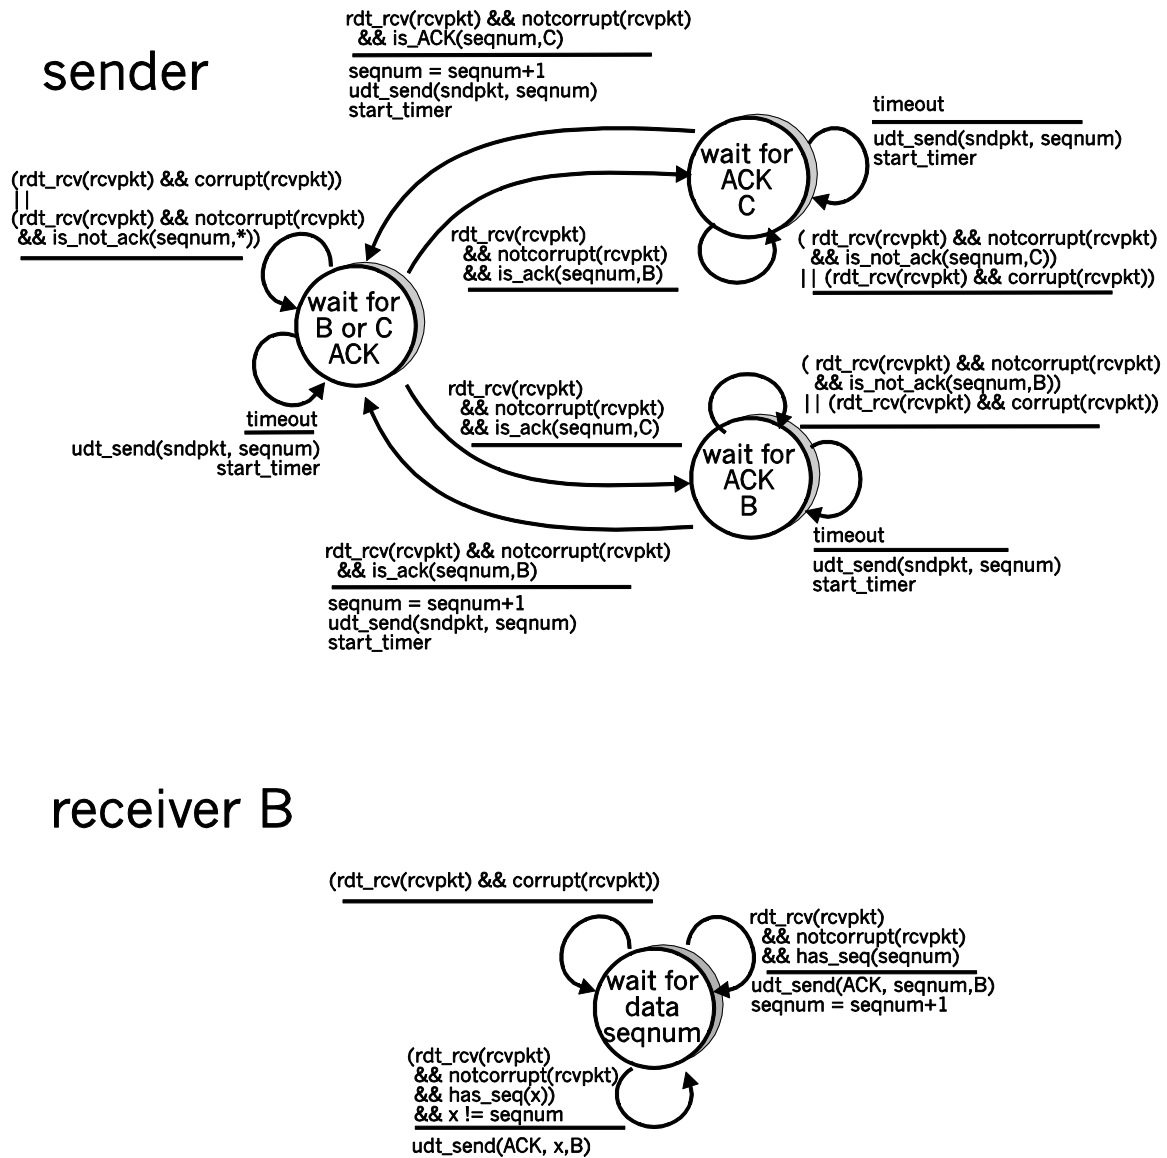 sender
rdt_rcv(rcvpkt) && notcorrupt(rcvpkt)
&& is_ACK(seqnum,C)
seqnum = seqnum+1
udt_send(sndpkt, seqnum)
start_timer
timeout
udt_send(sndpkt, seqnum)
start_timer
wait for
ACK
C
(rdt_rcv(rcvpkt) && corrupt(rcvpkt))
||
(rdt_rcv(rcvpkt) && notcorrupt(rcvpkt)
&& is_not_ack(seqnum,*))
rdt_rcv(rcvpkt)
&& notcorrupt(rcvpkt)
&& is_ack(seqnum,B)
( rdt_rcv(rcvpkt) && notcorrupt(rcvpkt)
&& is_not_ack(seqnum,C))
|| (rdt_rcv(rcvpkt) && corrupt(rcvpkt))
wait for
B or C
ACK
timeout
udt_send(sndpkt, seqnum)
start_timer
rdt_rcv(rcvpkt)
&& notcorrupt(rcvpkt)
&& is_ack(seqnum,C)
( rdt_rcv(rcvpkt) && notcorrupt(rcvpkt)
&& is_not_ack(seqnum,B))
|| (rdt_rcv(rcvpkt) && corrupt(rcvpkt))
wait for
ACK
B
timeout
udt_send(sndpkt, seqnum)
start_timer
rdt_rcv(rcvpkt) && notcorrupt(rcvpkt)
&& is_ack(seqnum,B)
seqnum = seqnum+1
udt_send(sndpkt, seqnum)
start_timer
receiver B
(rdt_rcv(rcvpkt) && corrupt(rcvpkt))
rdt_rcv(rcvpkt)
&& notcorrupt(rcvpkt)
&& has_seq(seqnum)
udt_send(ACK, seqnum,B)
seqnum = seqnum+1
wait for
data
seqnum
(rdt_rcv(rcvpkt)
&& notcorrupt(rcvpkt)
&& has_seq(x))
&& x != seqnum
udt_send(ACK, x,B)